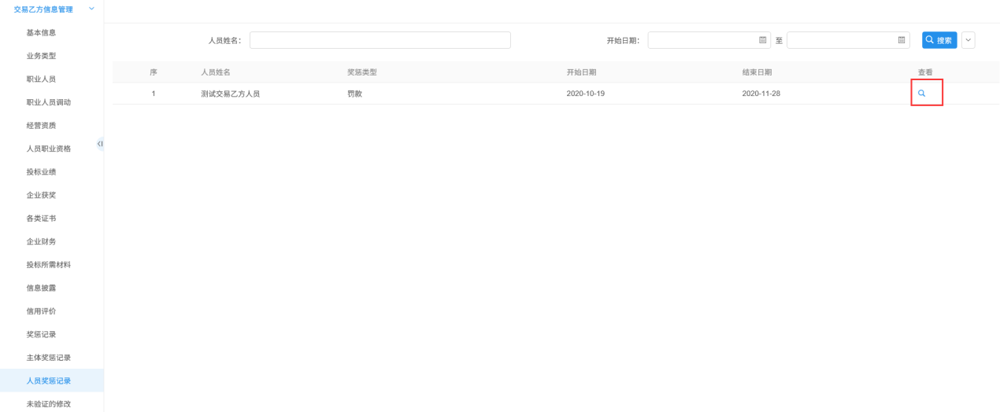 交易乙方信息管理
基本信息
业务类型
职业人员
职业人员调动
经营资质
人员职业资格
投标业绩
企业获奖
各类证书
企业财务
投标所需材料
信息披露
信用评价
奖惩记录
主体奖惩记录
人员奖惩记录
未验证的修改
人员姓名: 开始日期: 至 搜索
序 人员姓名 奖惩类型 开始日期 结束日期 查看
1 测试交易乙方人员 罚款 2020-10-19 2020-11-28